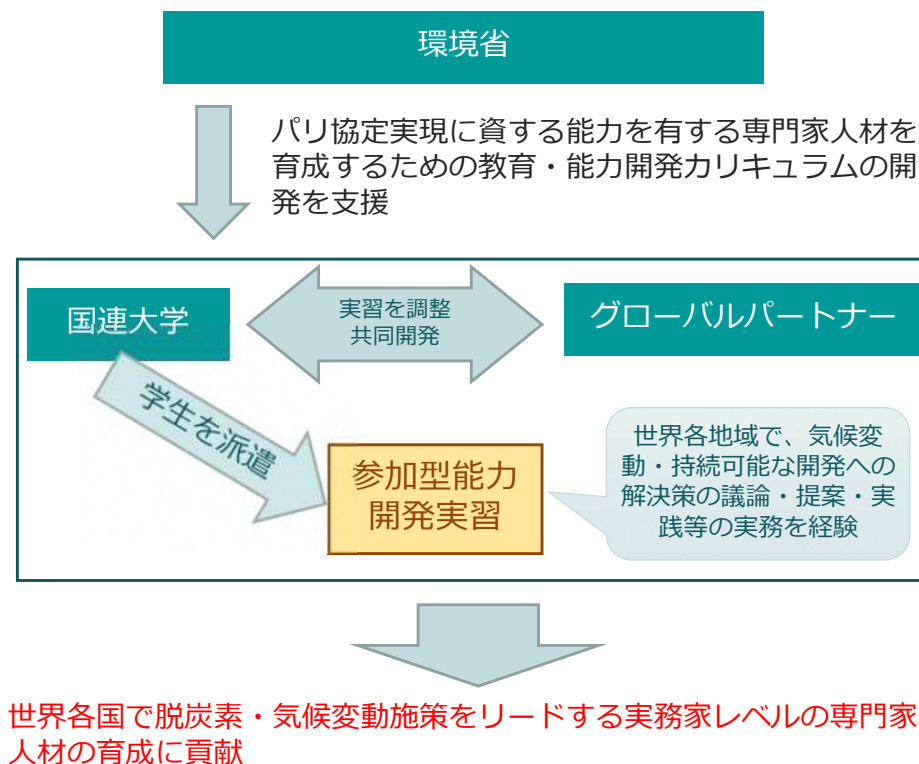 環境省
パリ協定実現に資する能力を有する専門家人材を
育成するための教育・能力開発カリキュラムの開
発を支援
国連大学
実習を調整
共同開発
グローバルパートナー
学生を派遣
参加型能力
開発実習
世界各地域で、気候変
動・持続可能な開発への
解決策の議論・提案・実
践等の実務を経験
世界各国で脱炭素・気候変動施策をリードする実務家レベルの専門家
人材の育成に貢献